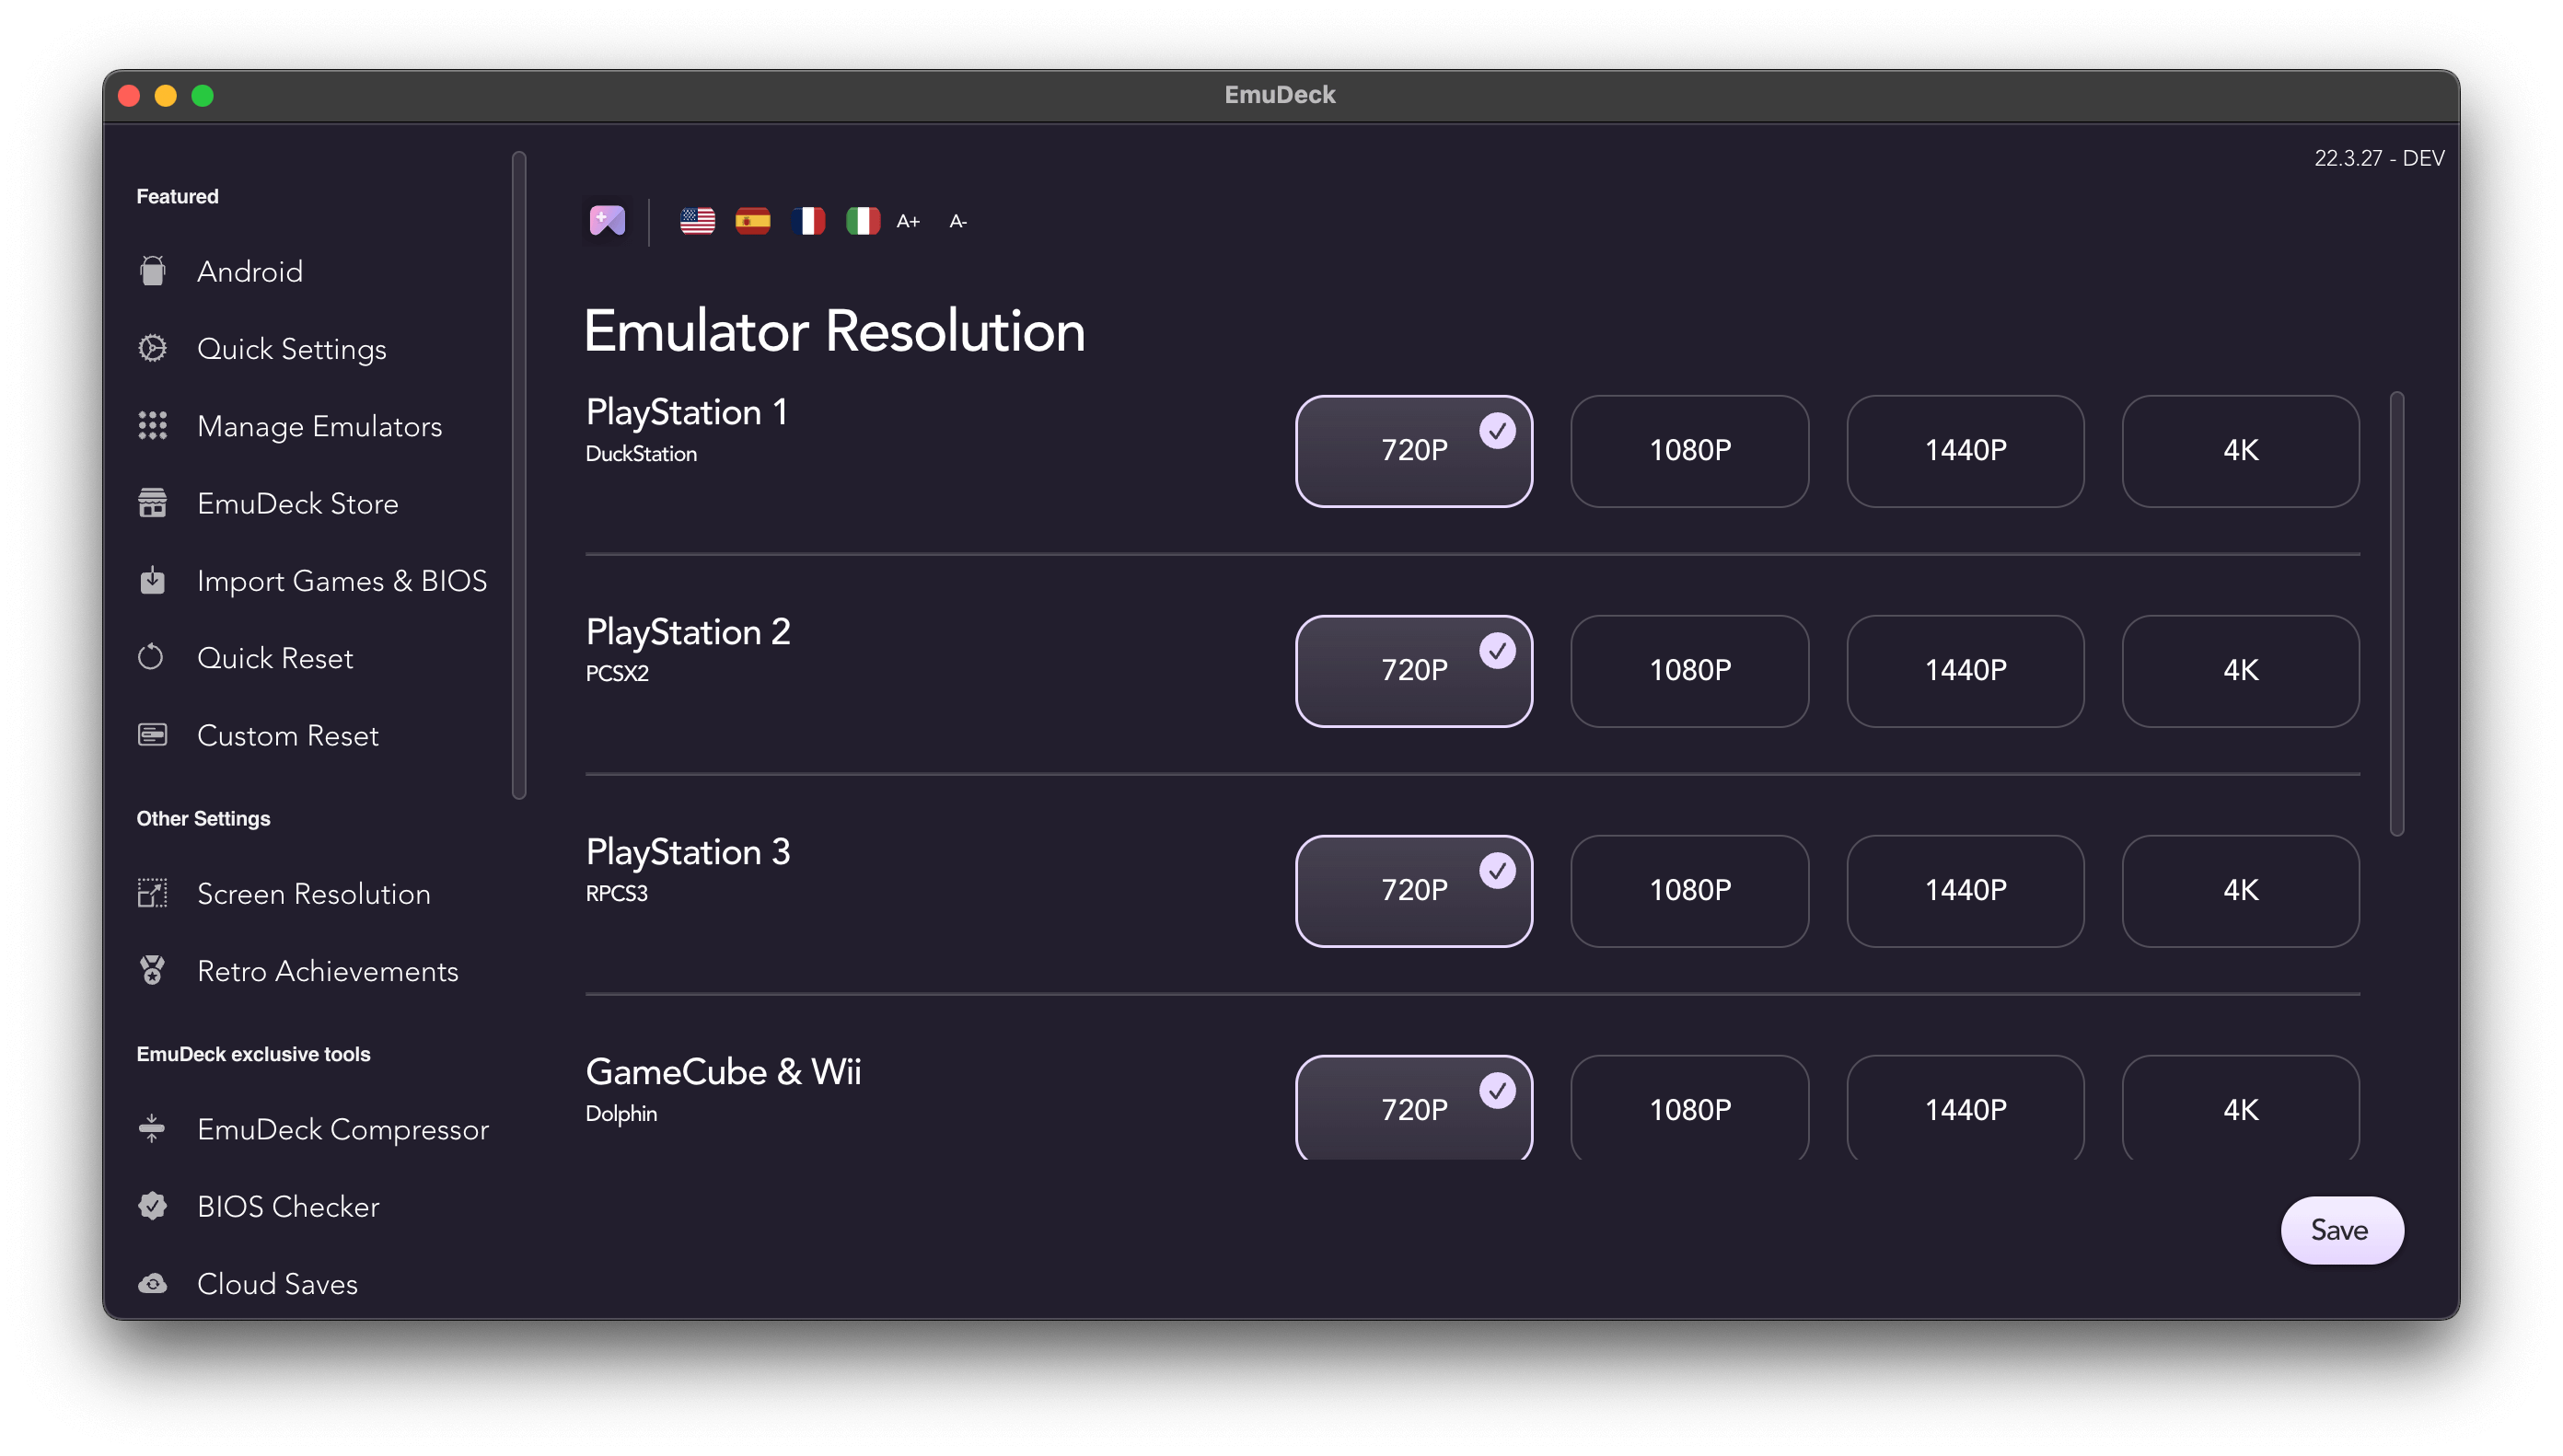 EmuDeck
22.3.27 - DEV
Featured
Android
Quick Settings
Manage Emulators
EmuDeck Store
Import Games & BIOS
Quick Reset
Custom Reset
Other Settings
Screen Resolution
Retro Achievements
EmuDeck exclusive tools
EmuDeck Compressor
BIOS Checker
Cloud Saves
A+ A-
Emulator Resolution
PlayStation 1
DuckStation
720P 1080P 1440P 4K
PlayStation 2
PCSX2
720P 1080P 1440P 4K
PlayStation 3
RPCS3
720P 1080P 1440P 4K
GameCube & Wii
Dolphin
720P 1080P 1440P 4K
Save